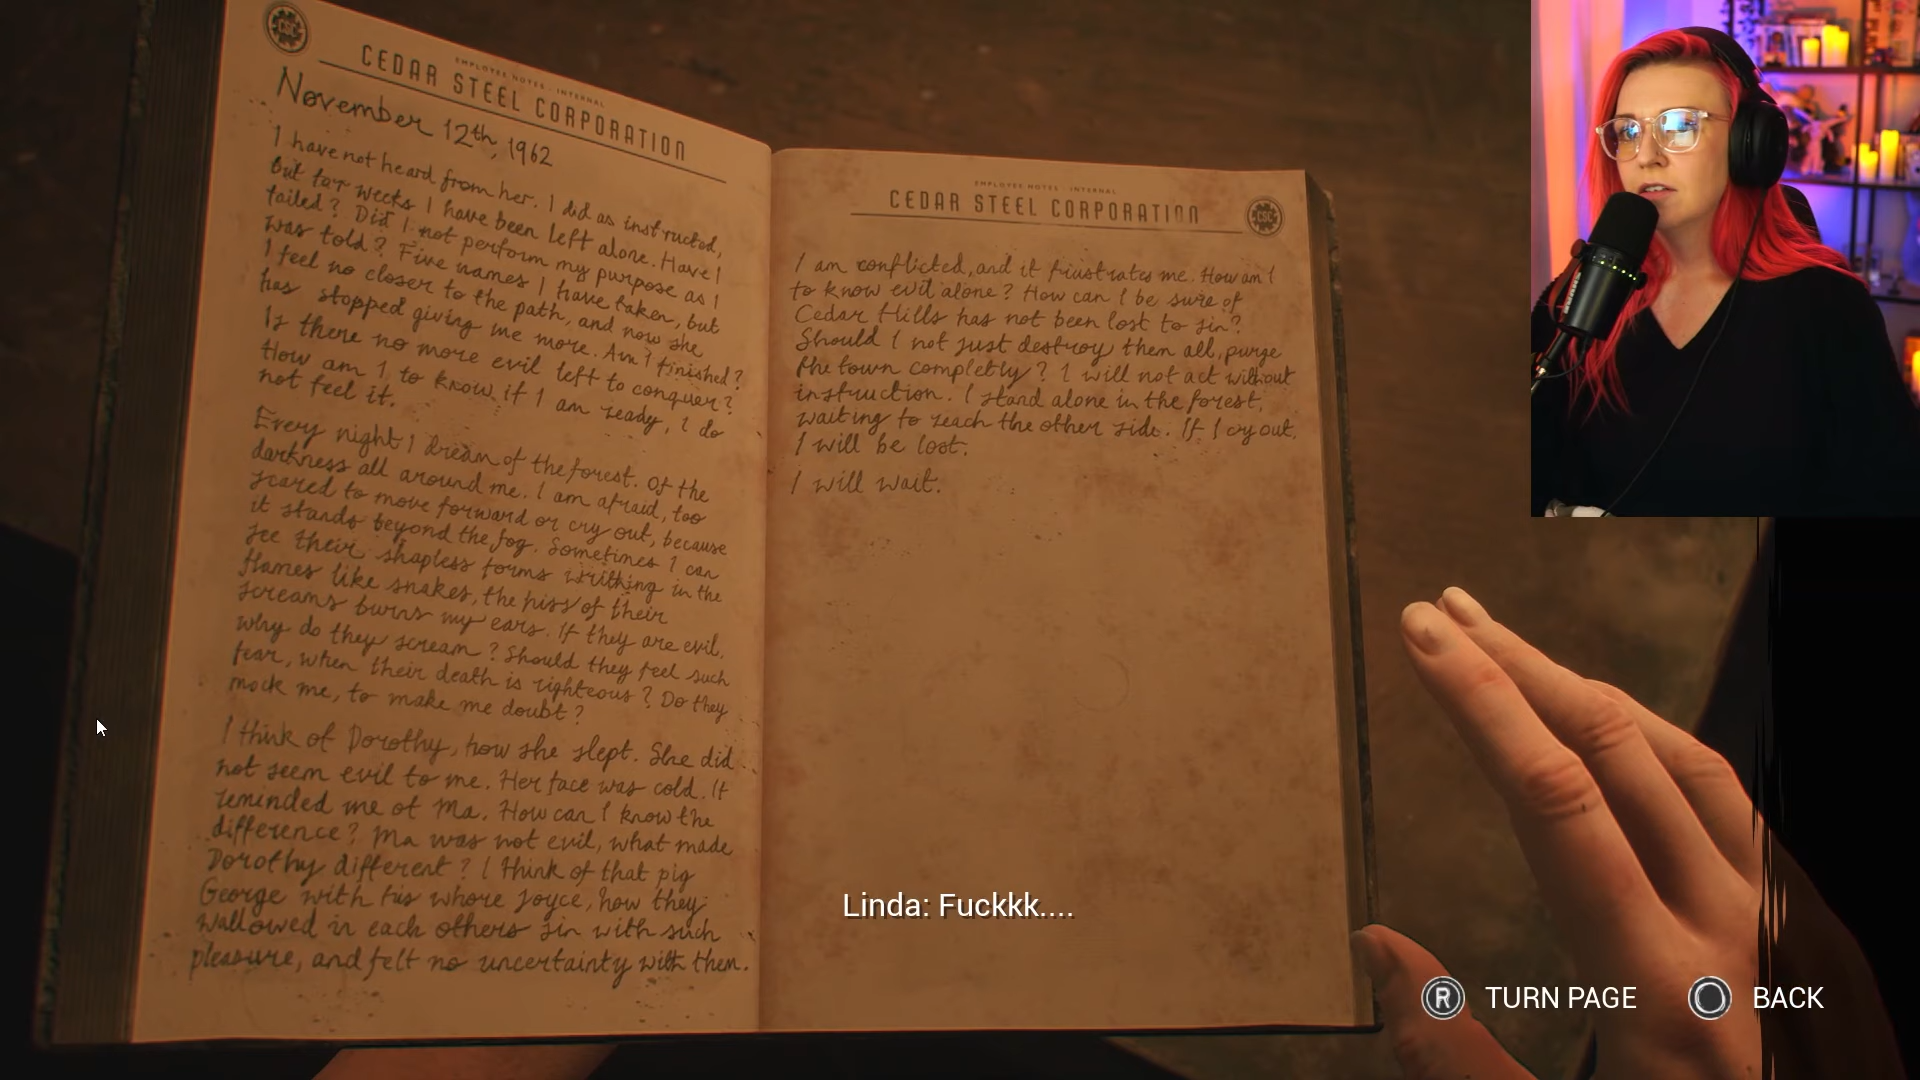 CSC
EMPLOYEE NOTES - INTERNAL
CEDAR STEEL CORPORATION
November 12th, 1962
I have not heard from her. I did as instructed,
but for weeks I have been left alone. Have I
failed? Did I not perform my purpose as I
was told? Five names I have taken, but
I feel no closer to the path, and now she
has stopped giving me more. Am I finished?
Is there no more evil left to conquer?
How am I, to know if I am ready, I do
not feel it.
Every night I dream of the forest. Of the
darkness all around me. I am afraid, too
scared to move forward or cry out, because
it stands beyond the fog. Sometimes I can
see their shapless forms writhing in the
flames like snakes, the hiss of their
screams burns my ears. If they are evil,
why do they scream? Should they feel such
fear, when their death is righteous? Do they
mock me, to make me doubt?
I think of Dorothy, how she slept. She did
not seem evil to me. Her face was cold. It
reminded me of Ma. How can I know the
difference? Ma was not evil, what made
Dorothy different? I think of that pig
George with his whore Joyce, how they
wallowed in each others sin with such
pleasure, and felt no uncertainty with them.
EMPLOYEE NOTES - INTERNAL
CEDAR STEEL CORPORATION
CSC
I am conflicted, and it frustrates me. How am I
to know evil alone? How can I be sure of
Cedar Hills has not been lost to sin?
Should I not just destroy them all, purge
the town completly? I will not act without
instruction. I stand alone in the forest,
waiting to reach the other side. If I cry out,
I will be lost.
I will wait.
Linda: Fuckkk....
R TURN PAGE
BACK